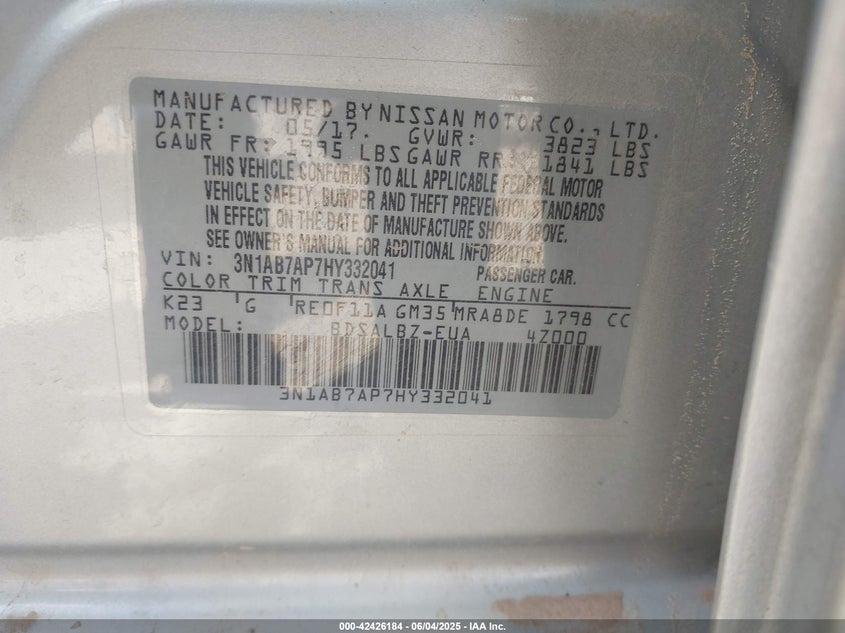 MANUFACTURED BY NISSAN MOTOR CO., LTD.
DATE: 05/17. GVWR: 3823 LBS
GAWR FR: 1995 LBS GAWR RR: 1841 LBS
THIS VEHICLE CONFORMS TO ALL APPLICABLE FEDERAL MOTOR
VEHICLE SAFETY, BUMPER AND THEFT PREVENTION STANDARDS
IN EFFECT ON THE DATE OF MANUFACTURE SHOWN ABOVE.
SEE OWNER'S MANUAL FOR ADDITIONAL INFORMATION.
VIN: 3N1AB7AP7HY332041 PASSENGER CAR.
COLOR TRIM TRANS AXLE ENGINE
K23 G RE0F11A GM35 MRA8DE 1798 CC
MODEL: BDSALBZ-EUA 4Z000
3N1AB7AP7HY332041
000-42426184 | 06/04/2025 - IAA Inc.